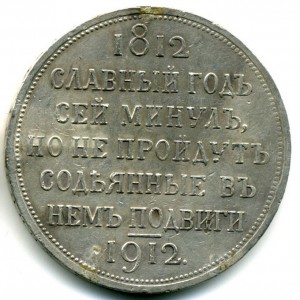 1812
СЛАВНЫЙ ГОДЪ
СЕЙ МИНУЛЪ,
НО НЕ ПРОЙДУТЪ
СОДѢЯННЫЕ ВЪ
НЕМЪ ПОДВИГИ
1912.